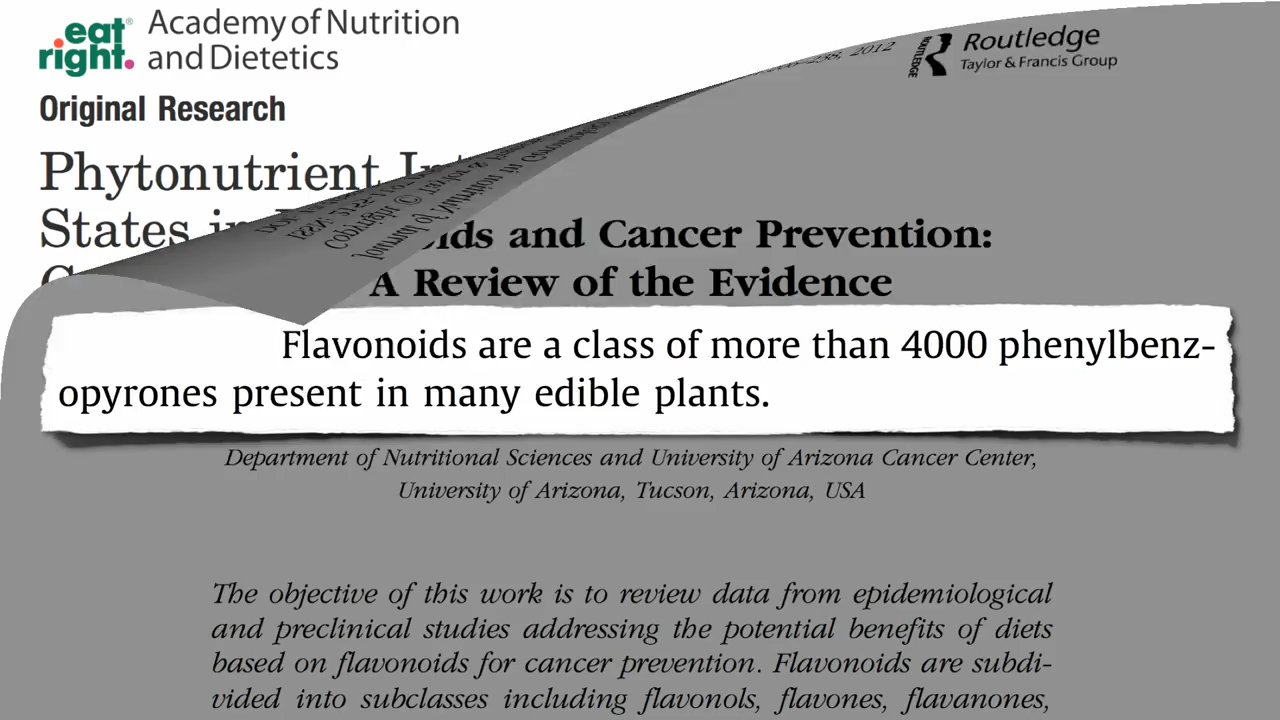 eat right.
Academy of Nutrition
and Dietetics
Original Research
Phytonutrient
States in
2012
ROUTLEDGE
Routledge
Taylor & Francis Group
and Cancer Prevention:
A Review of the Evidence
Flavonoids are a class of more than 4000 phenylbenz-
opyrones present in many edible plants.
Department of Nutritional Sciences and University of Arizona Cancer Center,
University of Arizona, Tucson, Arizona, USA
The objective of this work is to review data from epidemiological
and preclinical studies addressing the potential benefits of diets
based on flavonoids for cancer prevention. Flavonoids are subdi-
vided into subclasses including flavonols, flavones, flavanones,